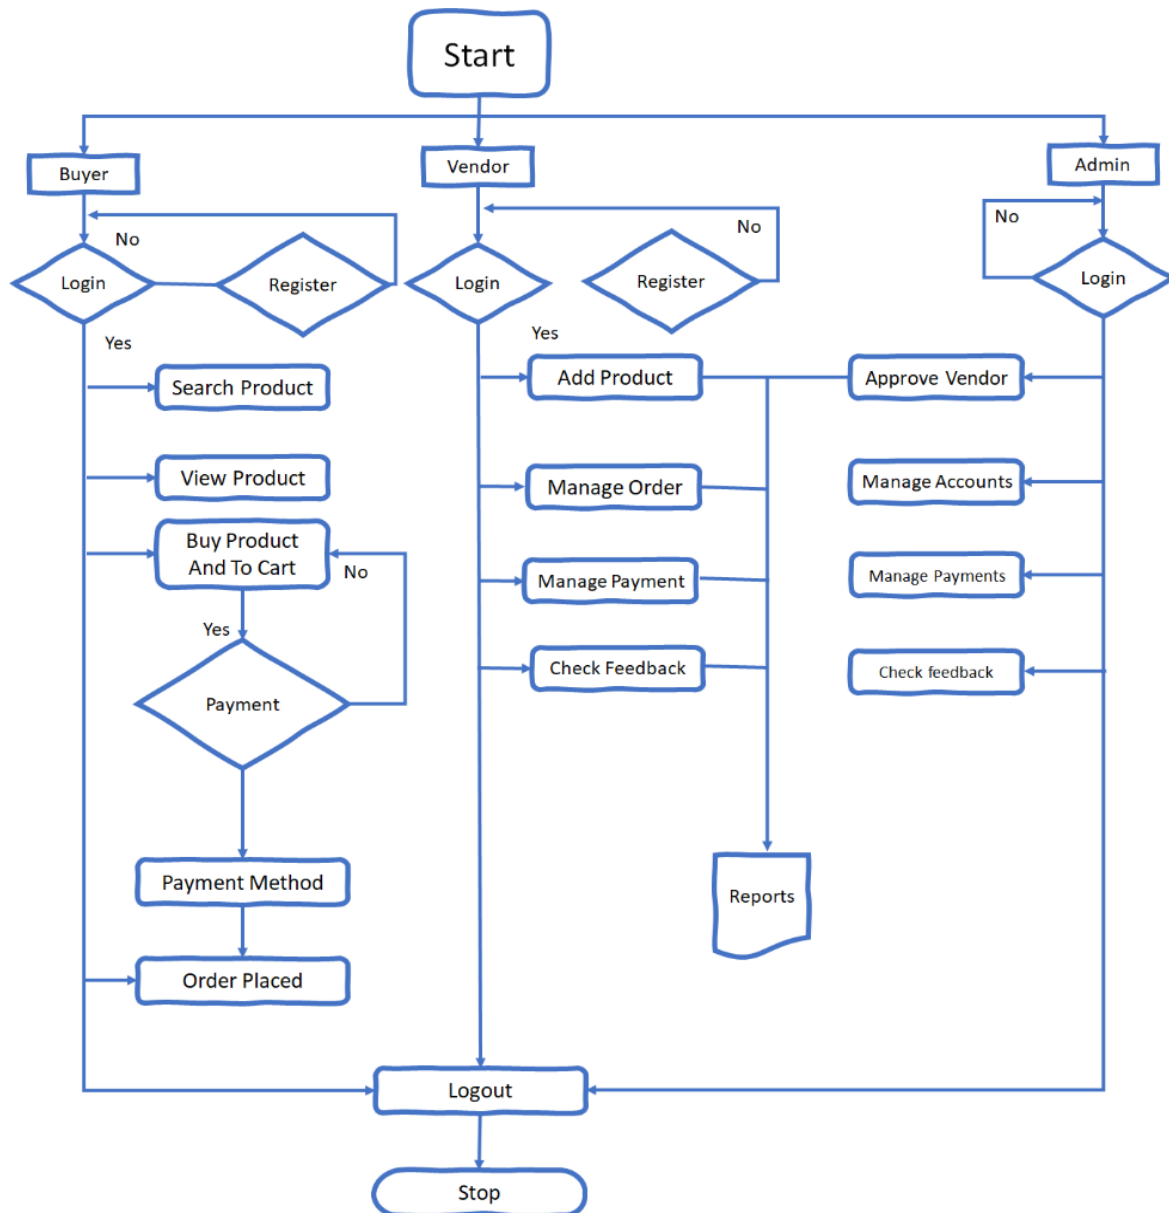 Start
Buyer
Vendor
Admin
No
No
No
Login
Register
Login
Register
Login
Yes
Yes
Search Product
Add Product
Approve Vendor
View Product
Manage Order
Manage Accounts
Buy Product
And To Cart
No
Manage Payment
Manage Payments
Yes
Check Feedback
Check feedback
Payment
Payment Method
Reports
Order Placed
Logout
Stop